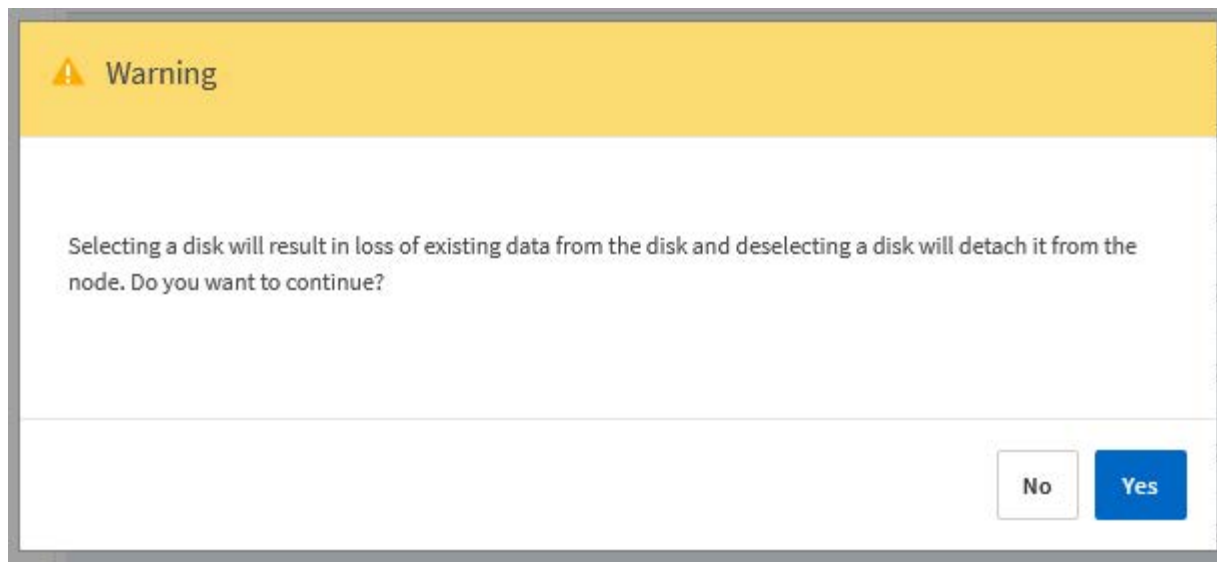 Warning
Selecting a disk will result in loss of existing data from the disk and deselecting a disk will detach it from the
node. Do you want to continue?
No Yes